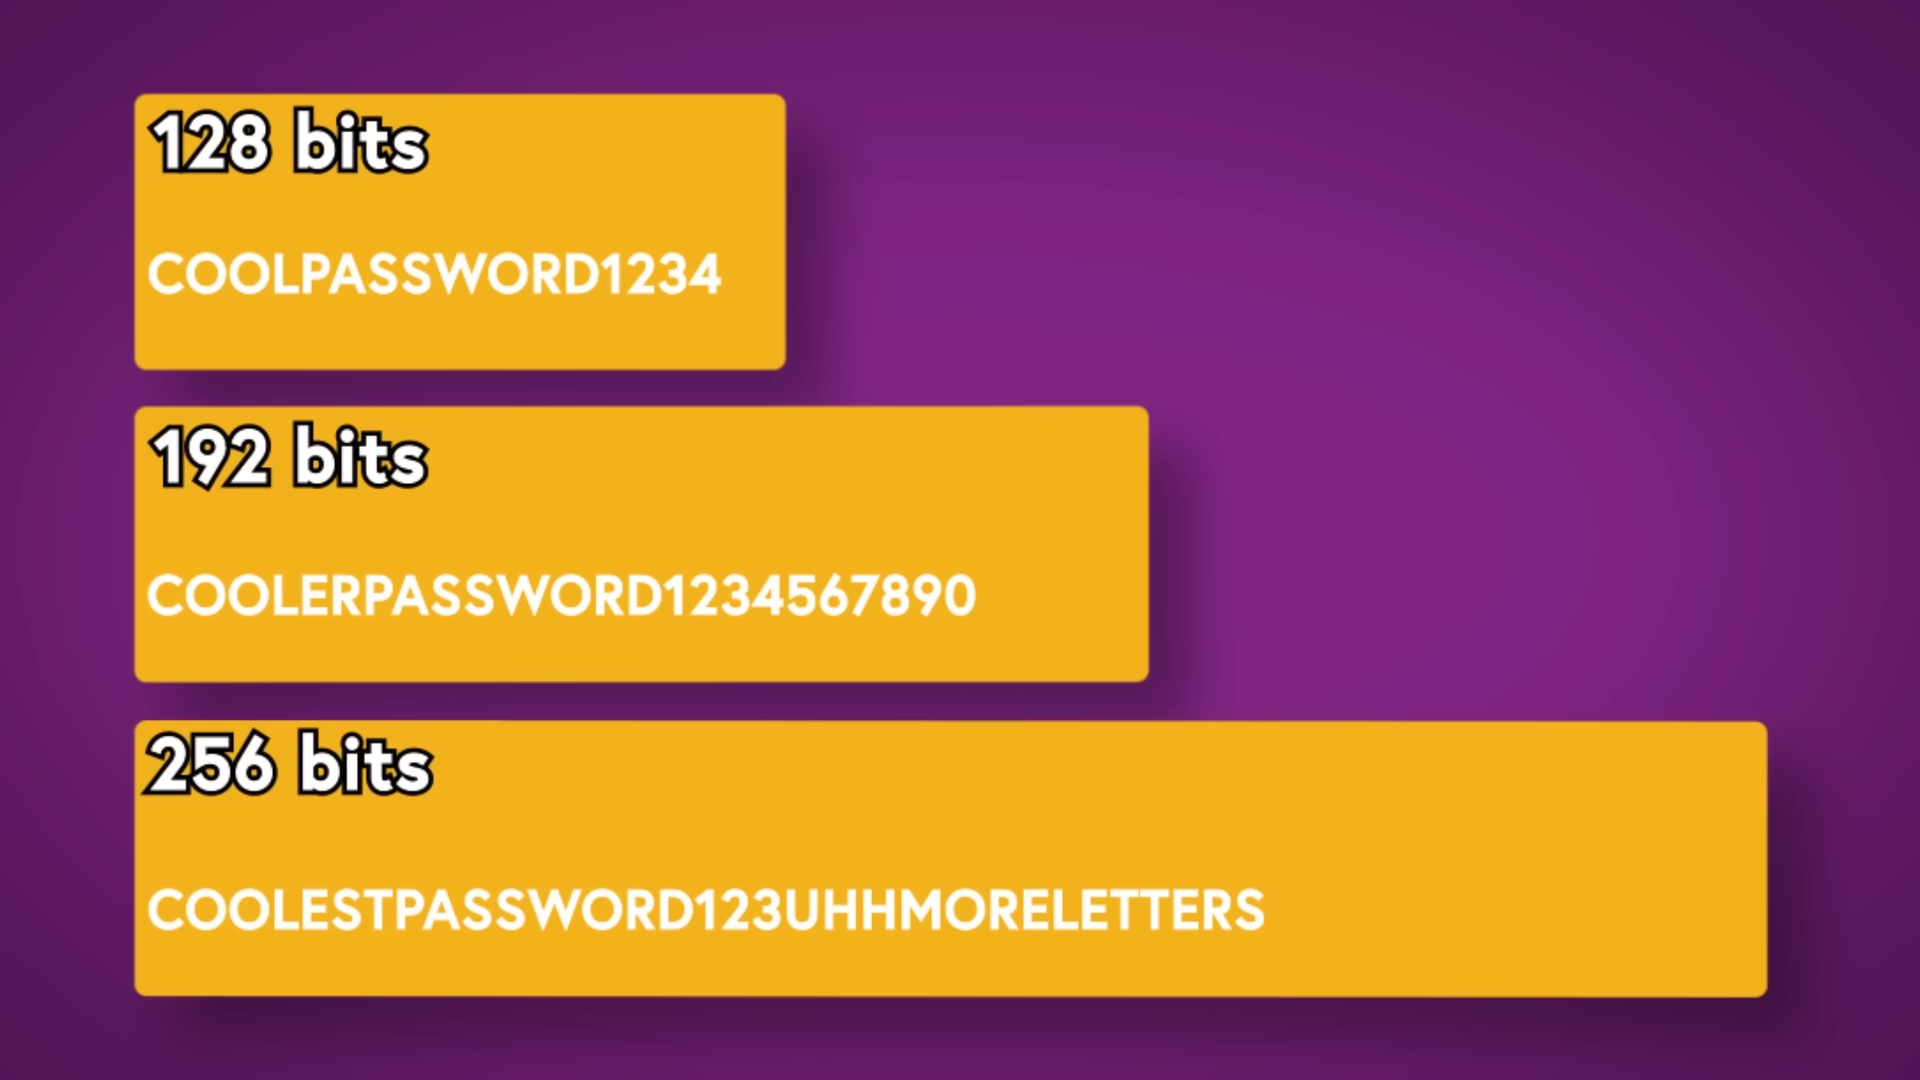 128 bits
COOLPASSWORD1234
192 bits
COOLERPASSWORD1234567890
256 bits
COOLESTPASSWORD123UHHMORELETTERS